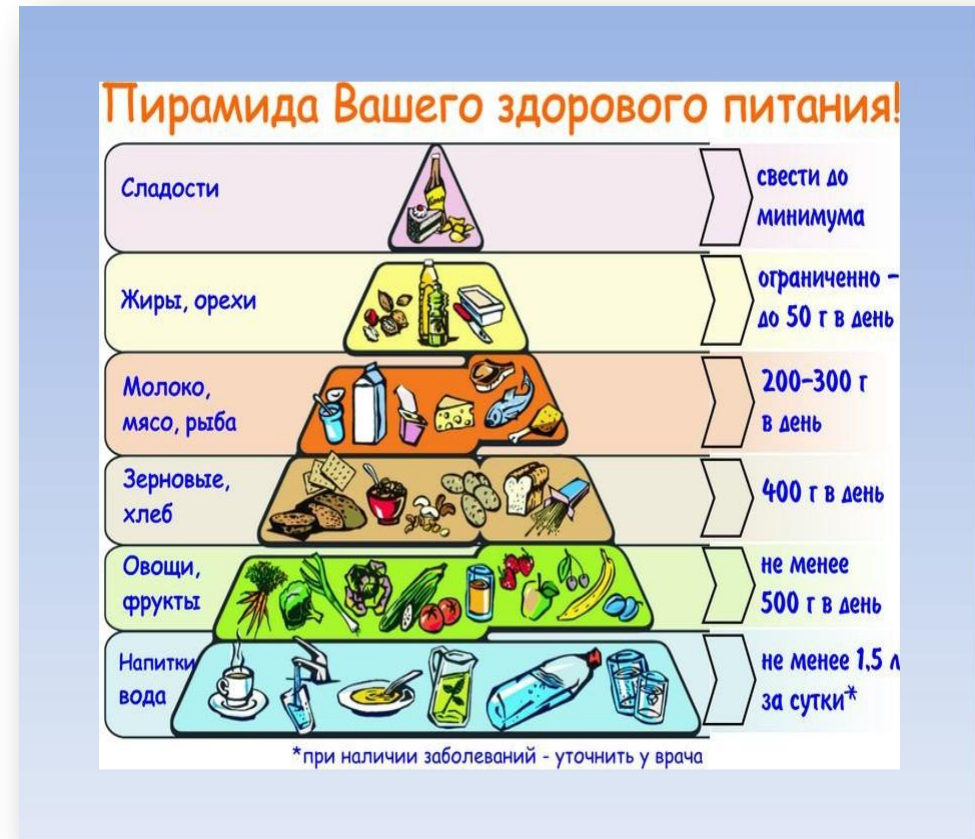 Пирамида Вашего здорового питания!
Сладости
свести до
минимума
Жиры, орехи
ограниченно –
до 50 г в день
Молоко,
мясо, рыба
200–300 г
в день
Зерновые,
хлеб
400 г в день
Овощи,
фрукты
не менее
500 г в день
Напитки
вода
не менее 1,5 л
за сутки*
*при наличии заболеваний - уточнить у врача